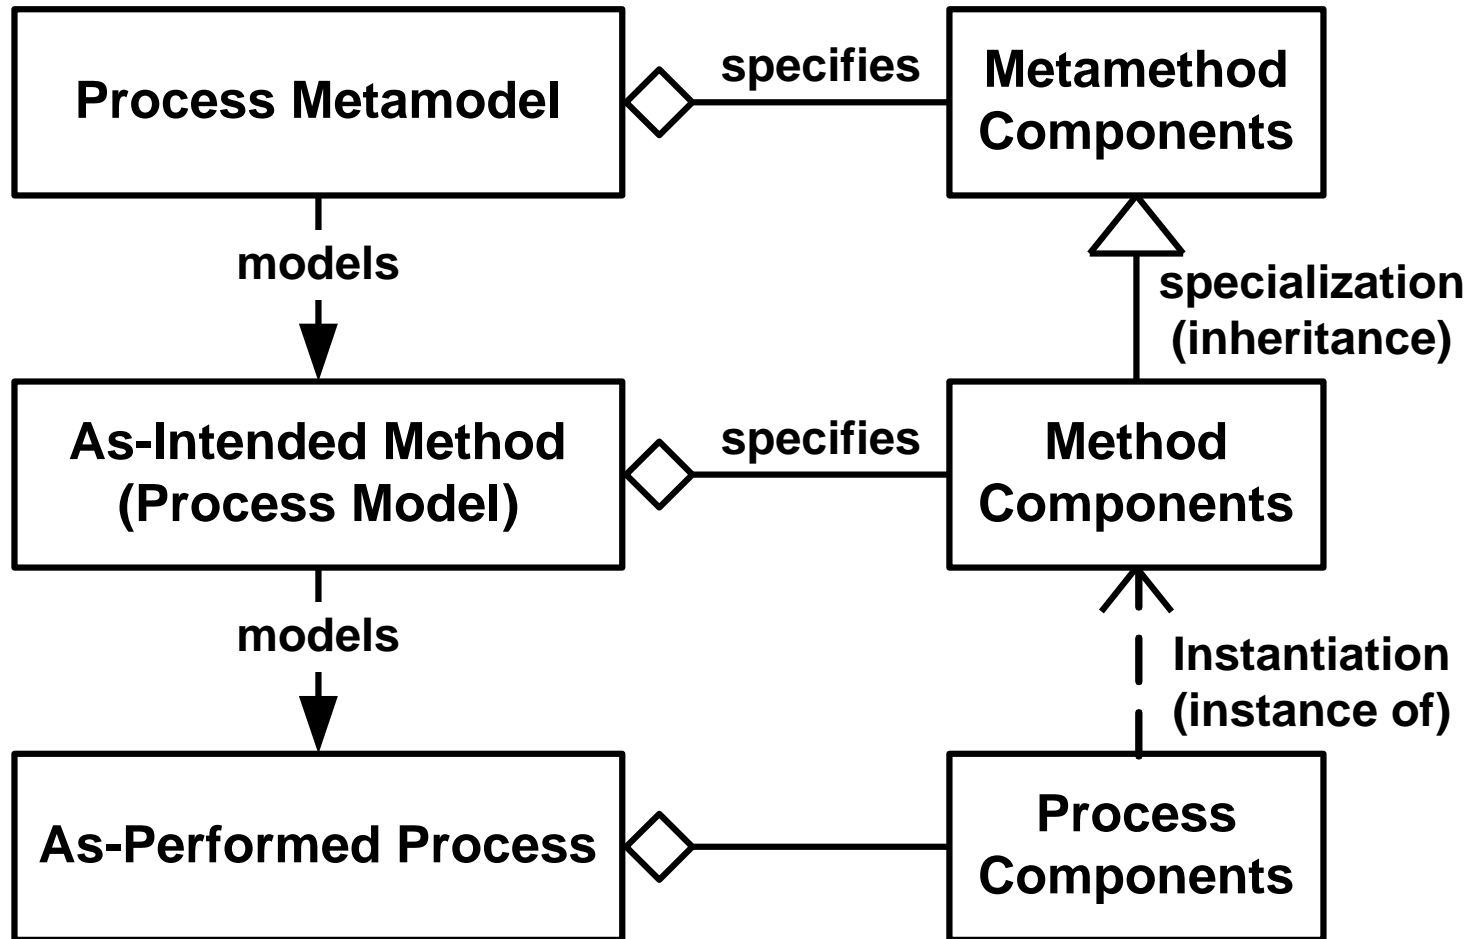 Process Metamodel
specifies
Metamethod
Components
models
specialization
(inheritance)
As-Intended Method
(Process Model)
specifies
Method
Components
models
Instantiation
(instance of)
As-Performed Process
Process
Components